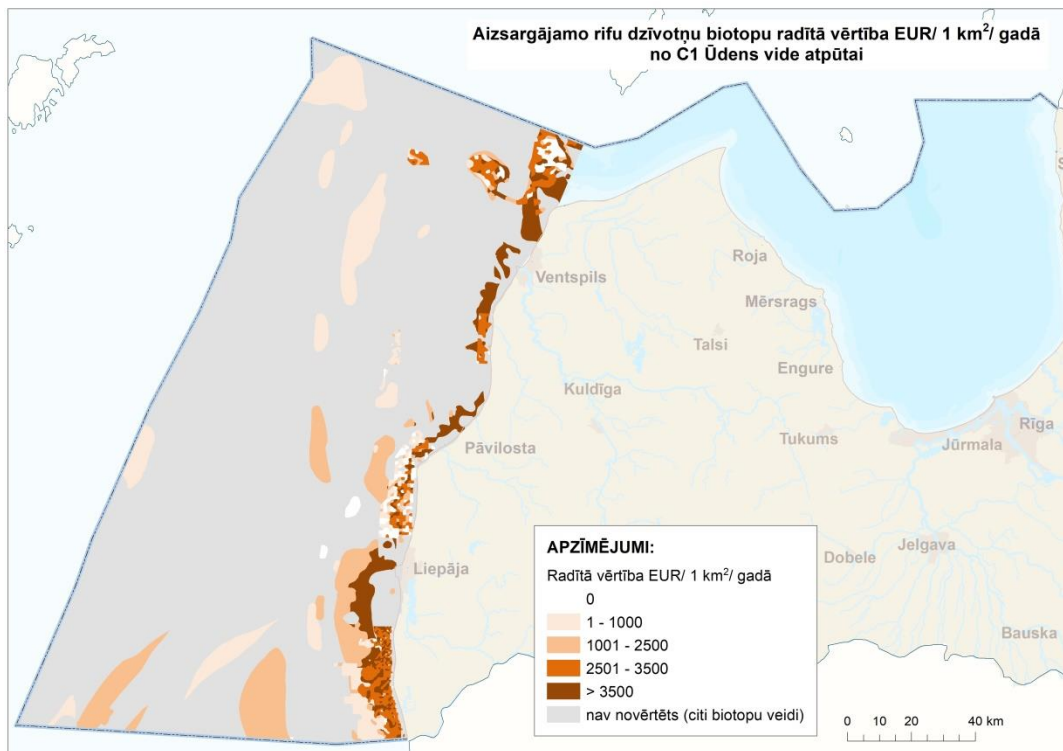 Aizsargājamo rifu dzīvotņu biotopu radītā vērtība EUR/ 1 km²/ gadā
no C1 Ūdens vide atpūtai
Ventspils
Roja
Mērsrags
Talsi
Engure
Kuldīga
Rīga
Tukums
Jūrmala
Pāvilosta
Liepāja
Dobele
Jelgava
Bauska
APZĪMĒJUMI:
Radītā vērtība EUR/ 1 km²/ gadā
0
1 - 1000
1001 - 2500
2501 - 3500
> 3500
nav novērtēts (citi biotopu veidi)
0 10 20 40 km